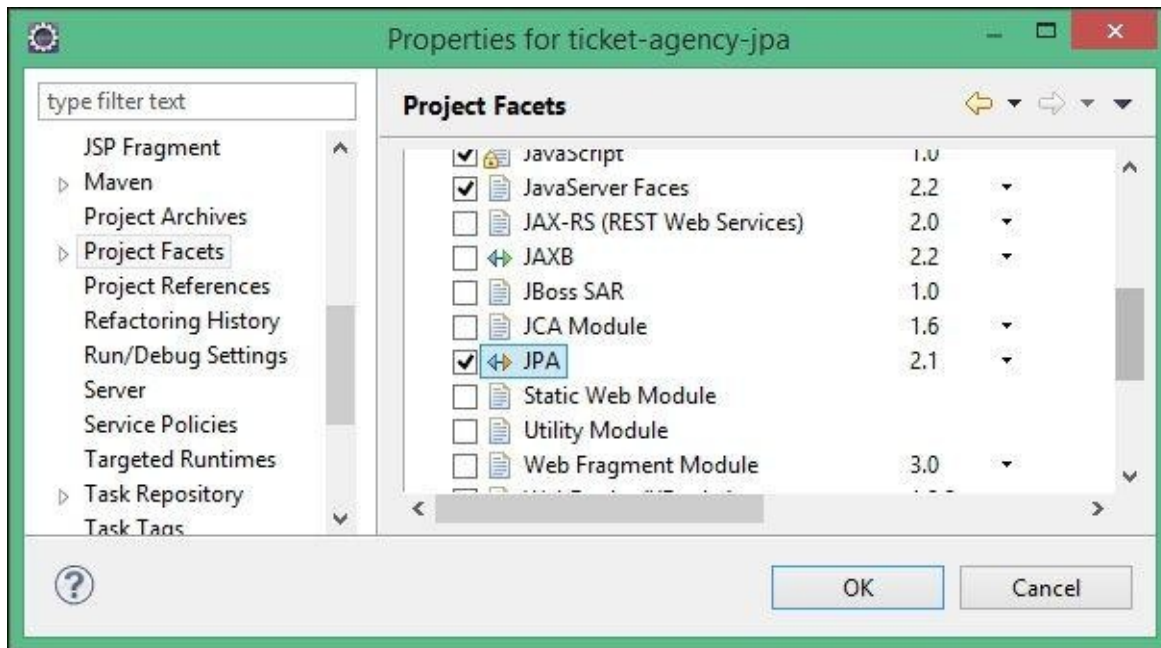 Properties for ticket-agency-jpa
type filter text
JSP Fragment
Maven
Project Archives
Project Facets
Project References
Refactoring History
Run/Debug Settings
Server
Service Policies
Targeted Runtimes
Task Repository
Task Tags
Project Facets
JavaScript 1.0
JavaServer Faces 2.2
JAX-RS (REST Web Services) 2.0
JAXB 2.2
JBoss SAR 1.0
JCA Module 1.6
JPA 2.1
Static Web Module
Utility Module
Web Fragment Module 3.0
OK Cancel